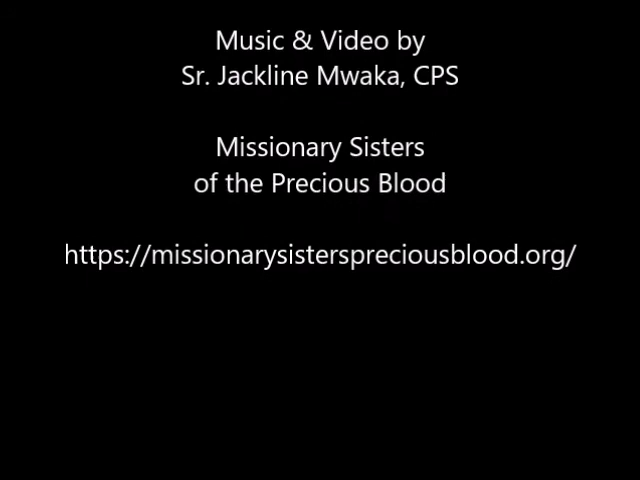 Music & Video by
Sr. Jackline Mwaka, CPS
Missionary Sisters
of the Precious Blood
https://missionarysisterspreciousblood.org/